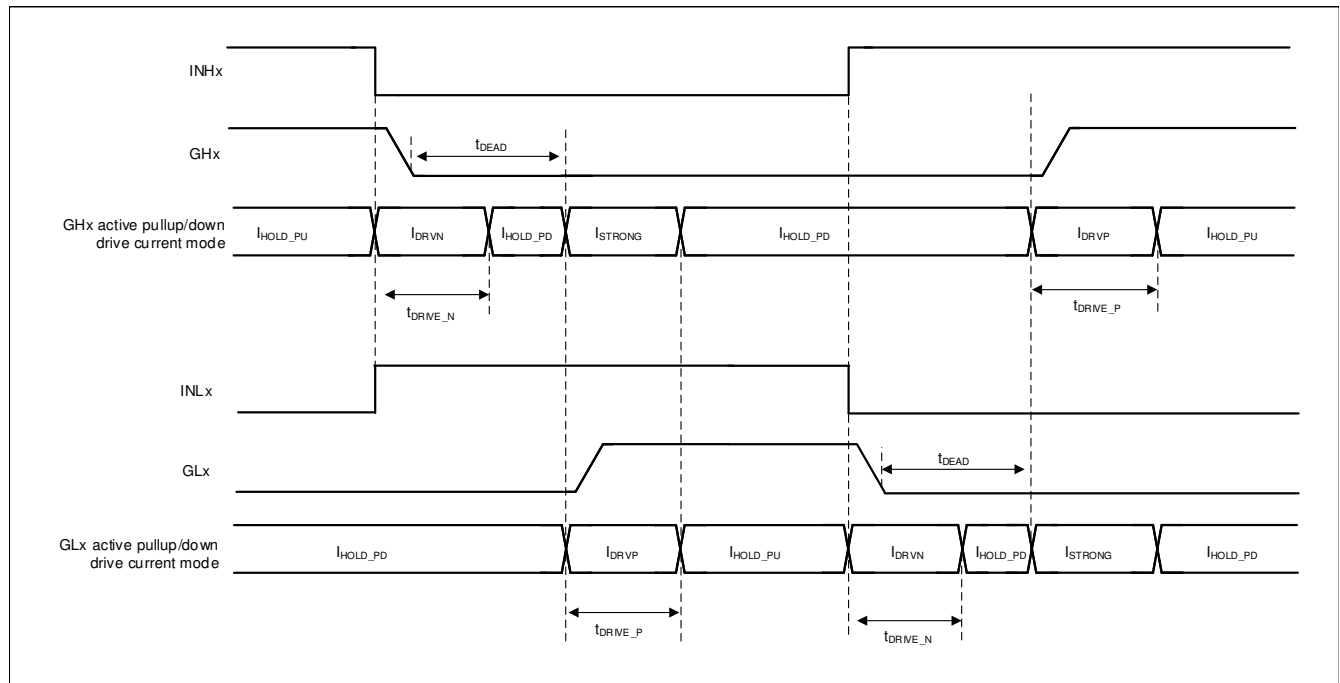 INHx
GHx
tDEAD
GHx active pullup/down
drive current mode
IHOLD_PU IDRVN IHOLD_PD ISTRONG IHOLD_PD IDRVP IHOLD_PU
tDRIVE_N tDRIVE_P
INLx
GLx
tDEAD
GLx active pullup/down
drive current mode
IHOLD_PD IDRVP IHOLD_PU IDRVN IHOLD_PD ISTRONG IHOLD_PD
tDRIVE_P tDRIVE_N